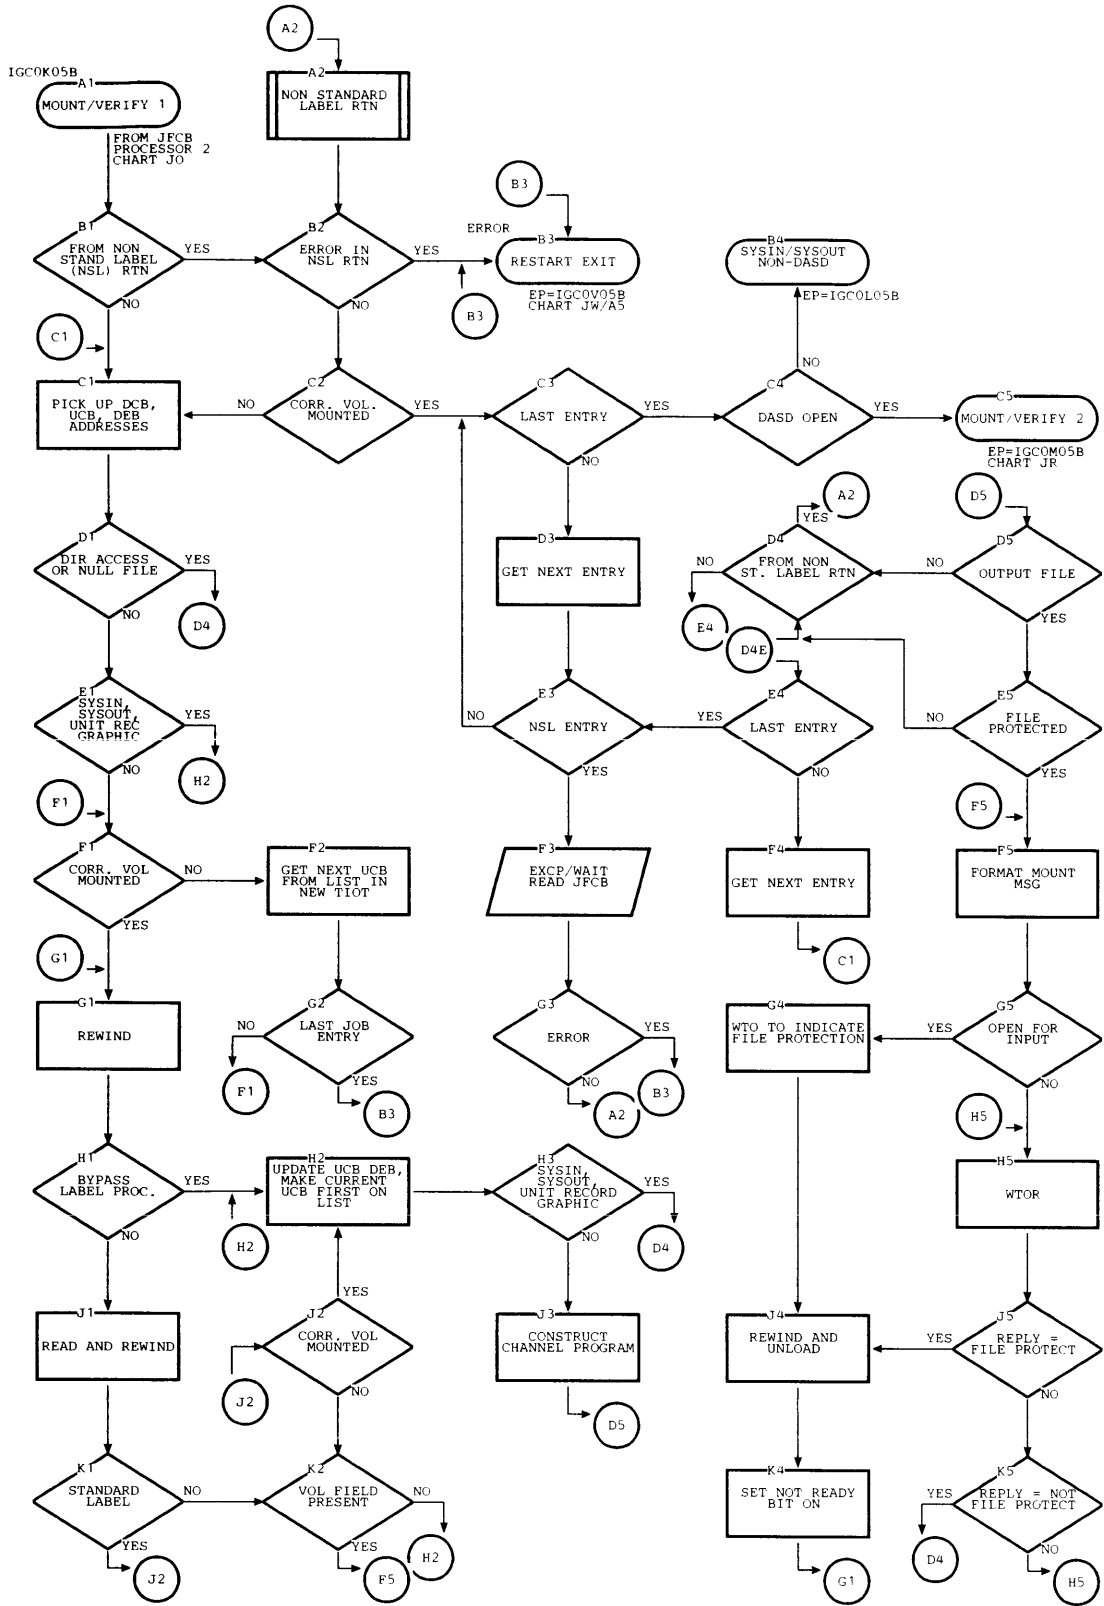 A2
IGC0K05B
A1
MOUNT/VERIFY 1
A2
NON STANDARD
LABEL RTN
FROM JFCB
PROCESSOR 2
CHART JO
B3
B1
FROM NON
STAND LABEL
(NSL) RTN
YES
NO
B2
ERROR IN
NSL RTN
YES
NO
ERROR
B3
RESTART EXIT
EP=IGC0V05B
CHART JW/A5
B3
B4
SYSIN/SYSOUT
NON-DASD
EP=IGC0L05B
C1
C1
PICK UP DCB,
UCB, DEB
ADDRESSES
NO
C2
CORR. VOL.
MOUNTED
YES
C3
LAST ENTRY
YES
NO
NO
C4
DASD OPEN
YES
C5
MOUNT/VERIFY 2
EP=IGC0M05B
CHART JR
D1
DIR ACCESS
OR NULL FILE
YES
NO
D4
D3
GET NEXT ENTRY
A2
YES
D4
FROM NON
ST. LABEL RTN
NO
E4
D4E
D5
D5
OUTPUT FILE
NO
YES
E1
SYSIN,
SYSOUT,
UNIT REC
GRAPHIC
YES
NO
H2
E3
NSL ENTRY
NO
YES
E4
LAST ENTRY
YES
NO
E5
FILE
PROTECTED
NO
YES
F1
F1
CORR. VOL
MOUNTED
NO
YES
F2
GET NEXT UCB
FROM LIST IN
NEW TIOT
F3
EXCP/WAIT
READ JFCB
F4
GET NEXT ENTRY
C1
F5
F5
FORMAT MOUNT
MSG
G1
G1
REWIND
G2
LAST JOB
ENTRY
NO
YES
F1
B3
G3
ERROR
YES
NO
B3
A2
G4
WTO TO INDICATE
FILE PROTECTION
G5
OPEN FOR
INPUT
YES
NO
H5
H1
BYPASS
LABEL PROC.
YES
NO
H2
H2
UPDATE UCB DEB,
MAKE CURRENT
UCB FIRST ON
LIST
H3
SYSIN,
SYSOUT,
UNIT RECORD
GRAPHIC
YES
NO
D4
H5
WTOR
J1
READ AND REWIND
YES
J2
CORR. VOL
MOUNTED
NO
J2
J3
CONSTRUCT
CHANNEL PROGRAM
D5
J4
REWIND AND
UNLOAD
J5
REPLY =
FILE PROTECT
YES
NO
K1
STANDARD
LABEL
NO
YES
J2
K2
VOL FIELD
PRESENT
NO
YES
F5
H2
K4
SET NOT READY
BIT ON
G1
K5
REPLY = NOT
FILE PROTECT
YES
NO
D4
H5